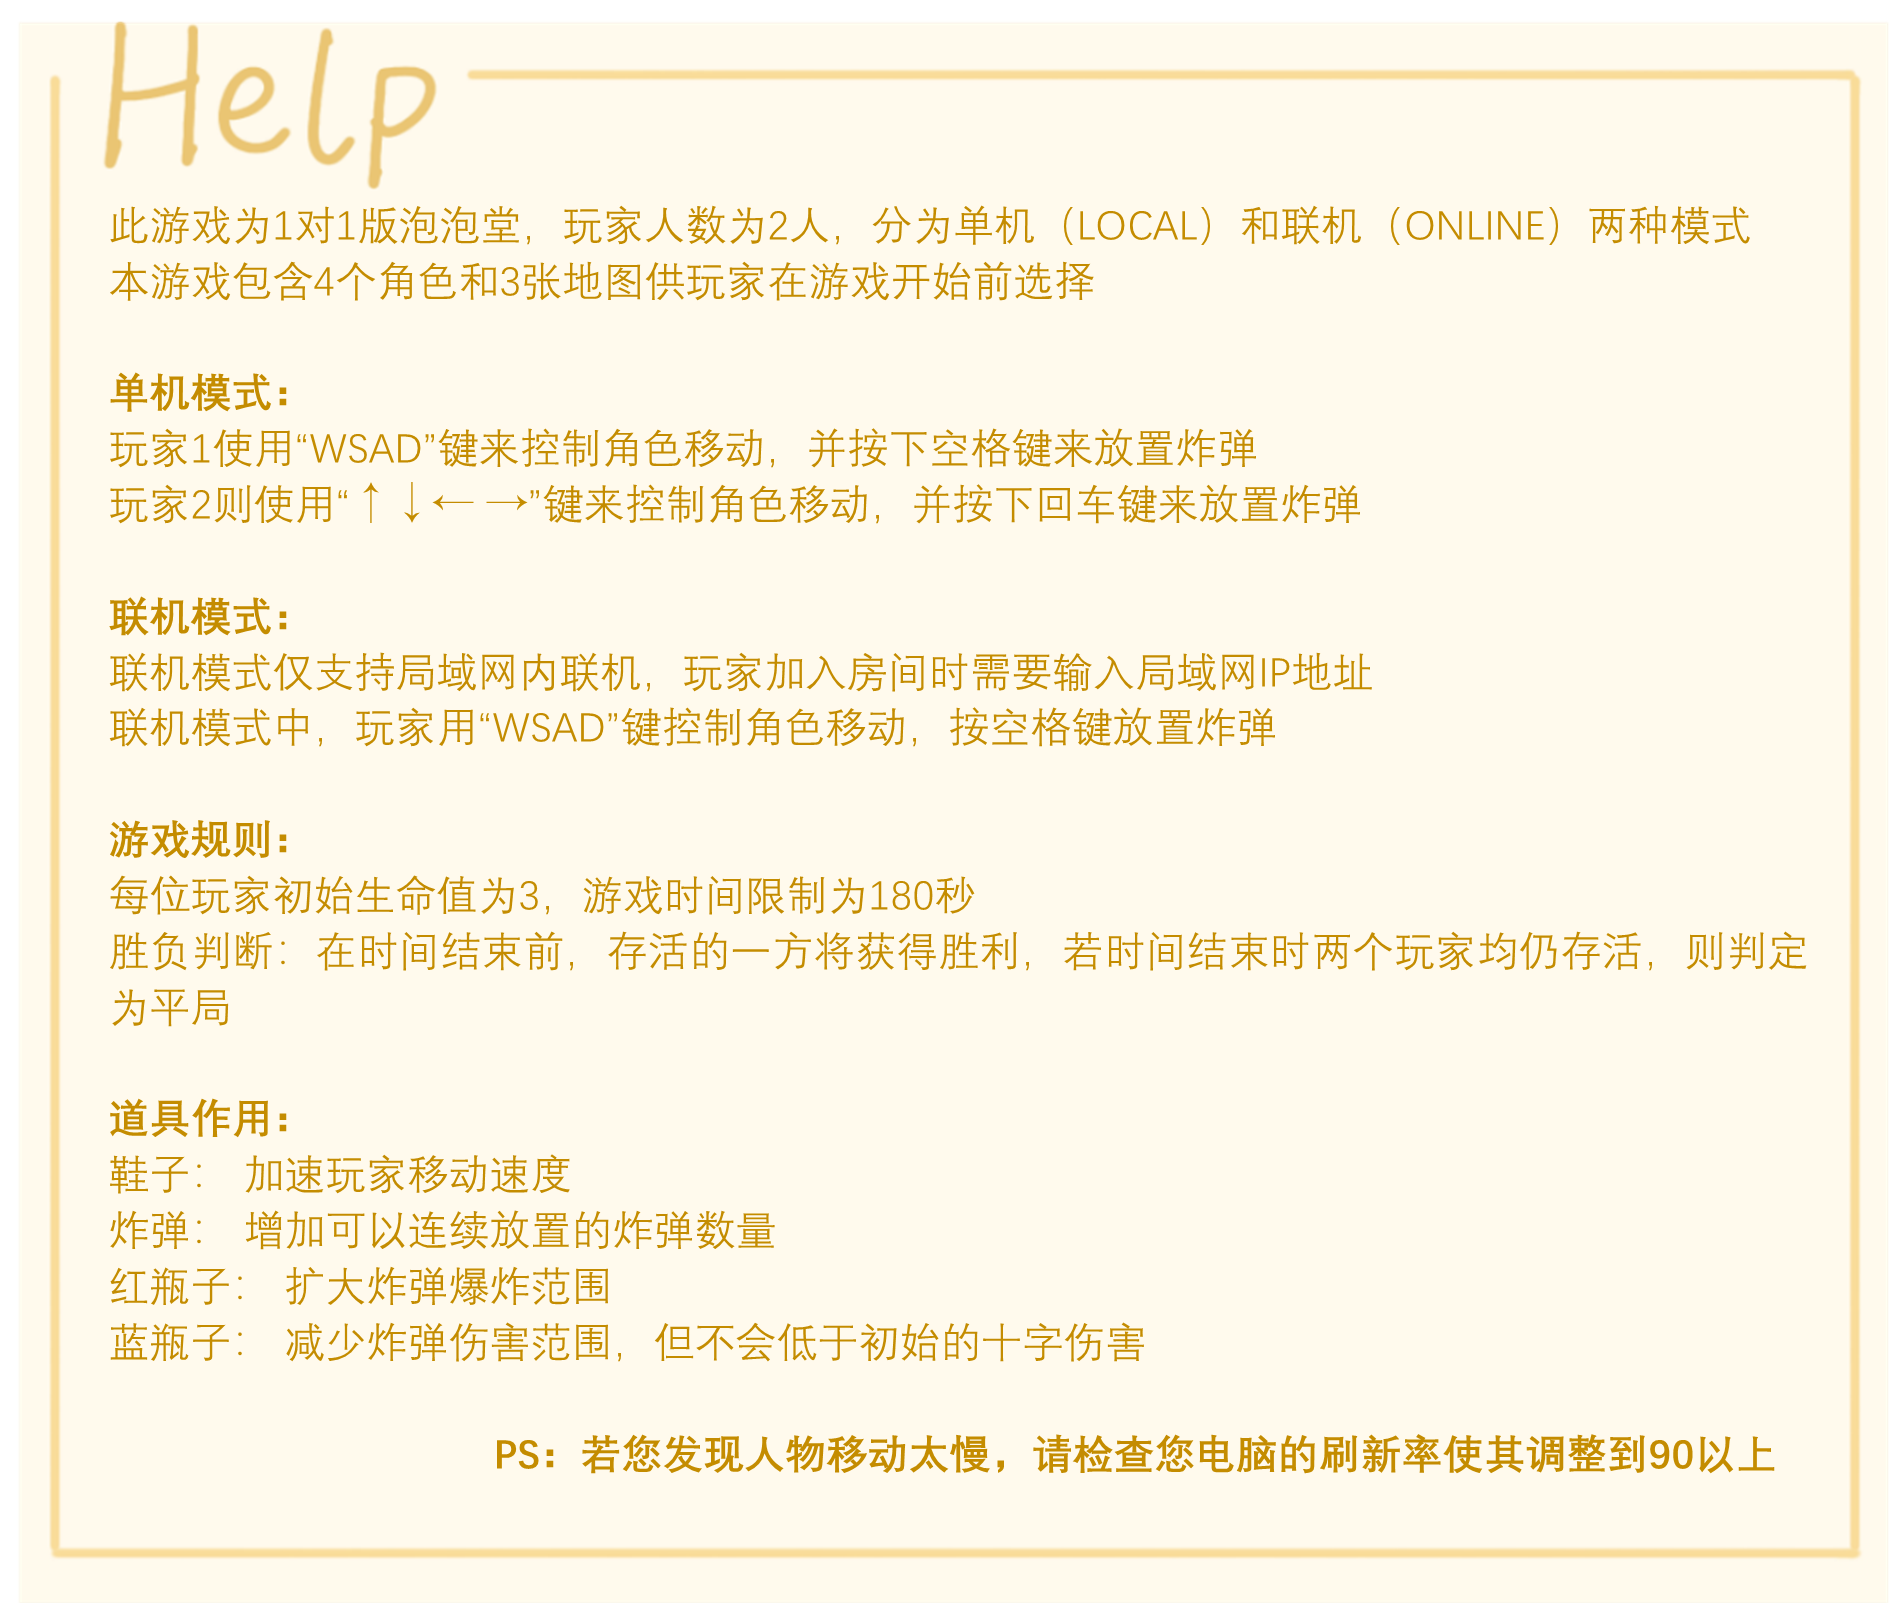 Help
此游戏为1对1版泡泡堂，玩家人数为2人，分为单机（LOCAL）和联机（ONLINE）两种模式
本游戏包含4个角色和3张地图供玩家在游戏开始前选择
单机模式：
玩家1使用“WSAD”键来控制角色移动，并按下空格键来放置炸弹
玩家2则使用“↑↓←→”键来控制角色移动，并按下回车键来放置炸弹
联机模式：
联机模式仅支持局域网内联机，玩家加入房间时需要输入局域网IP地址
联机模式中，玩家用“WSAD”键控制角色移动，按空格键放置炸弹
游戏规则：
每位玩家初始生命值为3，游戏时间限制为180秒
胜负判断：在时间结束前，存活的一方将获得胜利，若时间结束时两个玩家均仍存活，则判定
为平局
道具作用：
鞋子： 加速玩家移动速度
炸弹： 增加可以连续放置的炸弹数量
红瓶子： 扩大炸弹爆炸范围
蓝瓶子： 减少炸弹伤害范围，但不会低于初始的十字伤害
PS：若您发现人物移动太慢，请检查您电脑的刷新率使其调整到90以上